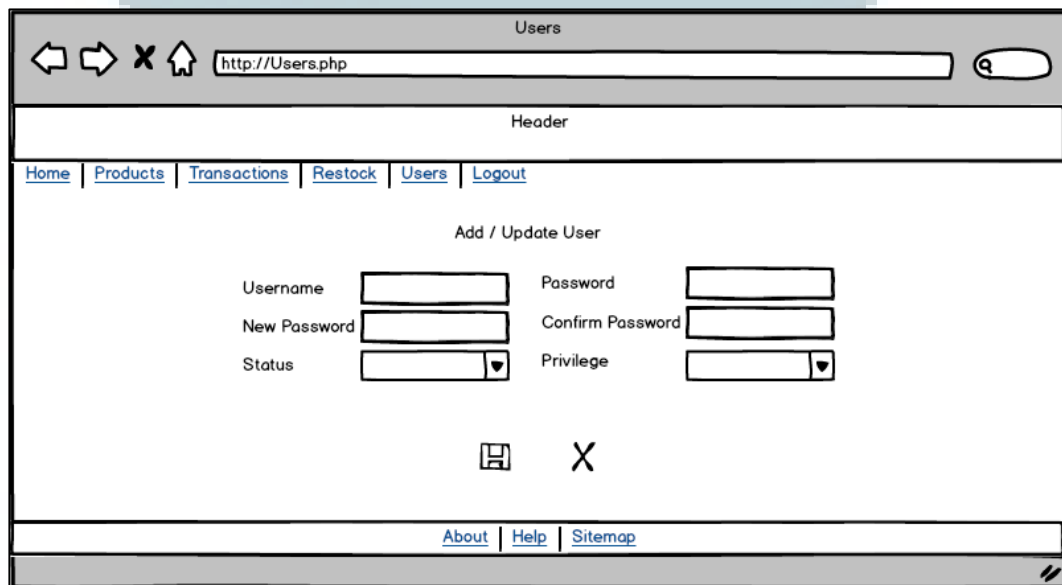 Users
http://Users.php
Header
Home Products Transactions Restock Users Logout
Add / Update User
Username Password
New Password Confirm Password
Status Privilege
About Help Sitemap